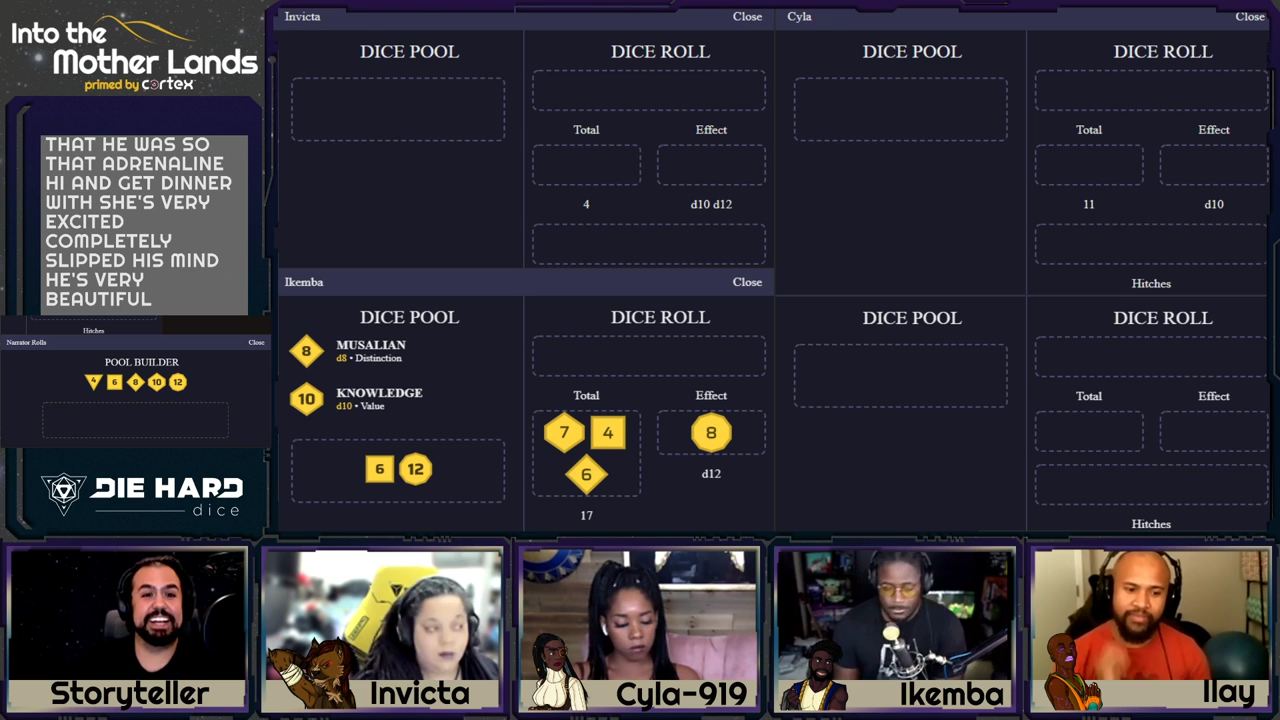 Into the
Mother Lands
primed by cortex
THAT HE WAS SO
THAT ADRENALINE
HI AND GET DINNER
WITH SHE'S VERY
EXCITED
COMPLETELY
SLIPPED HIS MIND
HE'S VERY
BEAUTIFUL
Hitches
Narrator Rolls Close
POOL BUILDER
4 6 8 10 12
DIE HARD
dice
Invicta Close
DICE POOL
DICE ROLL
Total Effect
4 d10 d12
Cyla Close
DICE POOL
DICE ROLL
Total Effect
11 d10
Hitches
Ikemba Close
DICE POOL
8 MUSALIAN
d8 • Distinction
10 KNOWLEDGE
d10 • Value
6 12
DICE ROLL
Total Effect
7 4 8
6
d12
17
DICE POOL
DICE ROLL
Total Effect
Hitches
Storyteller
Invicta
Cyla-919
Ikemba
Ilay